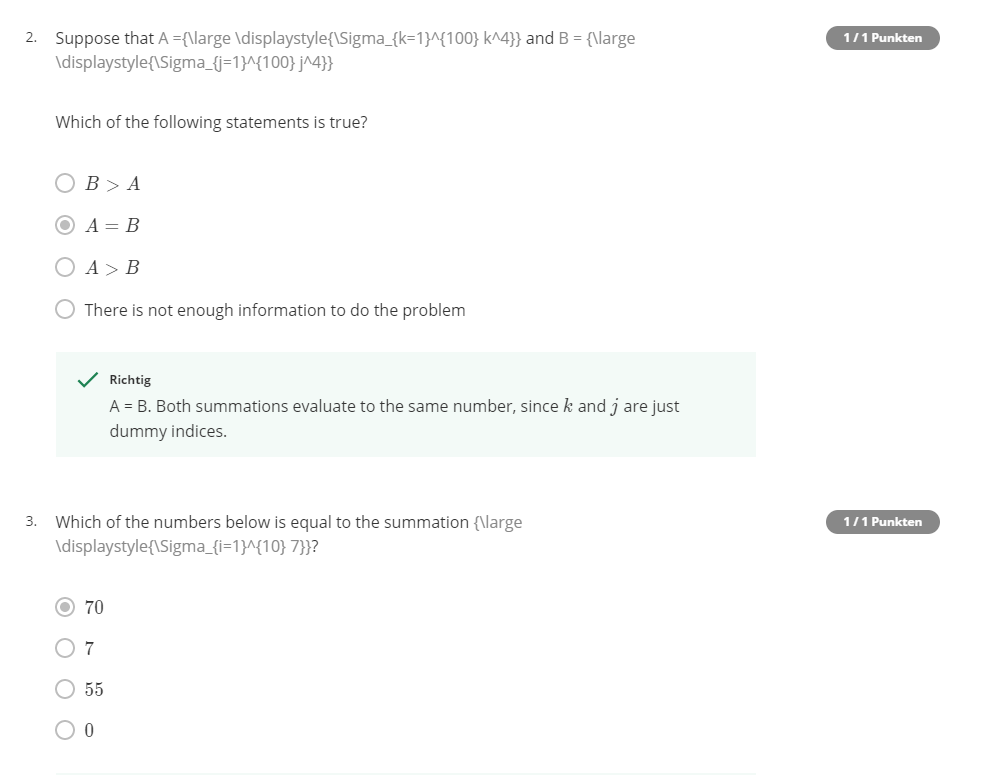 2. Suppose that A ={\large \displaystyle{\Sigma_{k=1}^{100} k^4}} and B = {\large
1 / 1 Punkten
\displaystyle{\Sigma_{j=1}^{100} j^4}}
Which of the following statements is true?
B > A
A = B
A > B
There is not enough information to do the problem
Richtig
A = B. Both summations evaluate to the same number, since k and j are just
dummy indices.
3. Which of the numbers below is equal to the summation {\large
1 / 1 Punkten
\displaystyle{\Sigma_{i=1}^{10} 7}}?
70
7
55
0